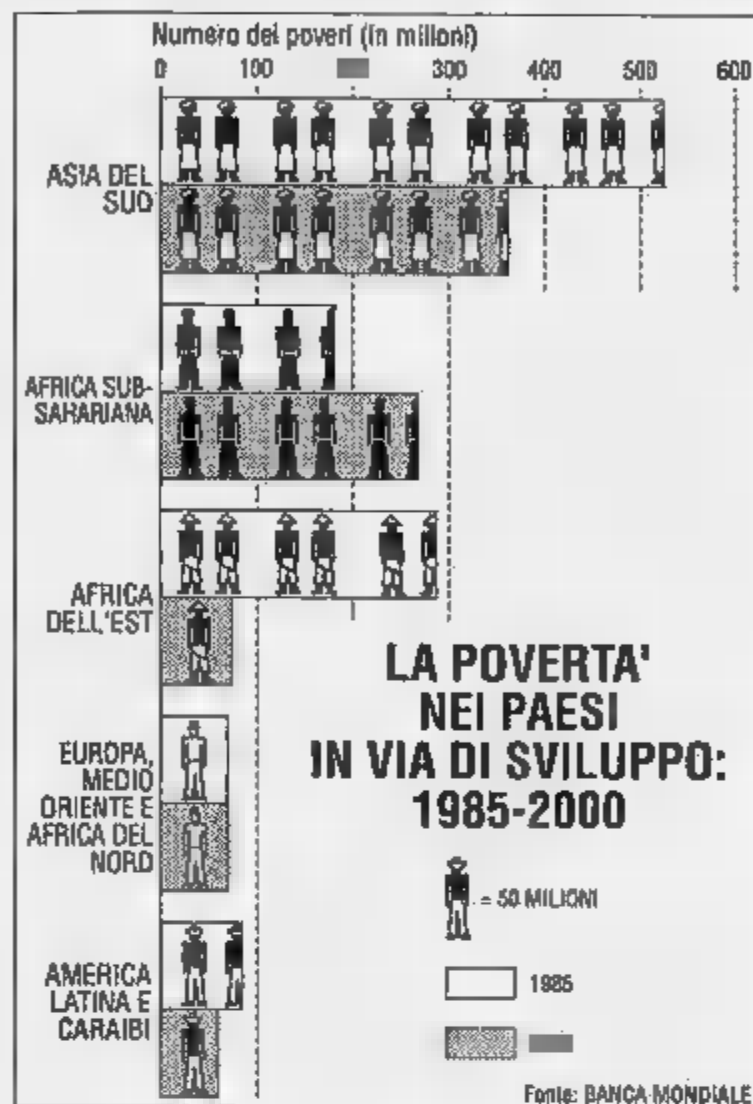 Numero dei poveri (in milioni)
0 100 300 400 500 600
ASIA DEL
SUD
AFRICA SUB-
SAHARIANA
AFRICA
DELL'EST
EUROPA,
MEDIO
ORIENTE E
AFRICA DEL
NORD
AMERICA
LATINA E
CARAIBI
LA POVERTA'
NEI PAESI
IN VIA DI SVILUPPO:
1985-2000
= 50 MILIONI
1985
Fonte: BANCA MONDIALE